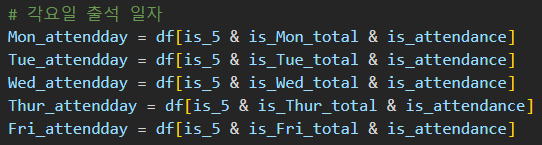 # 각요일 출석 일자
Mon_attendday = df[is_5 & is_Mon_total & is_attendance]
Tue_attendday = df[is_5 & is_Tue_total & is_attendance]
Wed_attendday = df[is_5 & is_Wed_total & is_attendance]
Thur_attendday = df[is_5 & is_Thur_total & is_attendance]
Fri_attendday = df[is_5 & is_Fri_total & is_attendance]